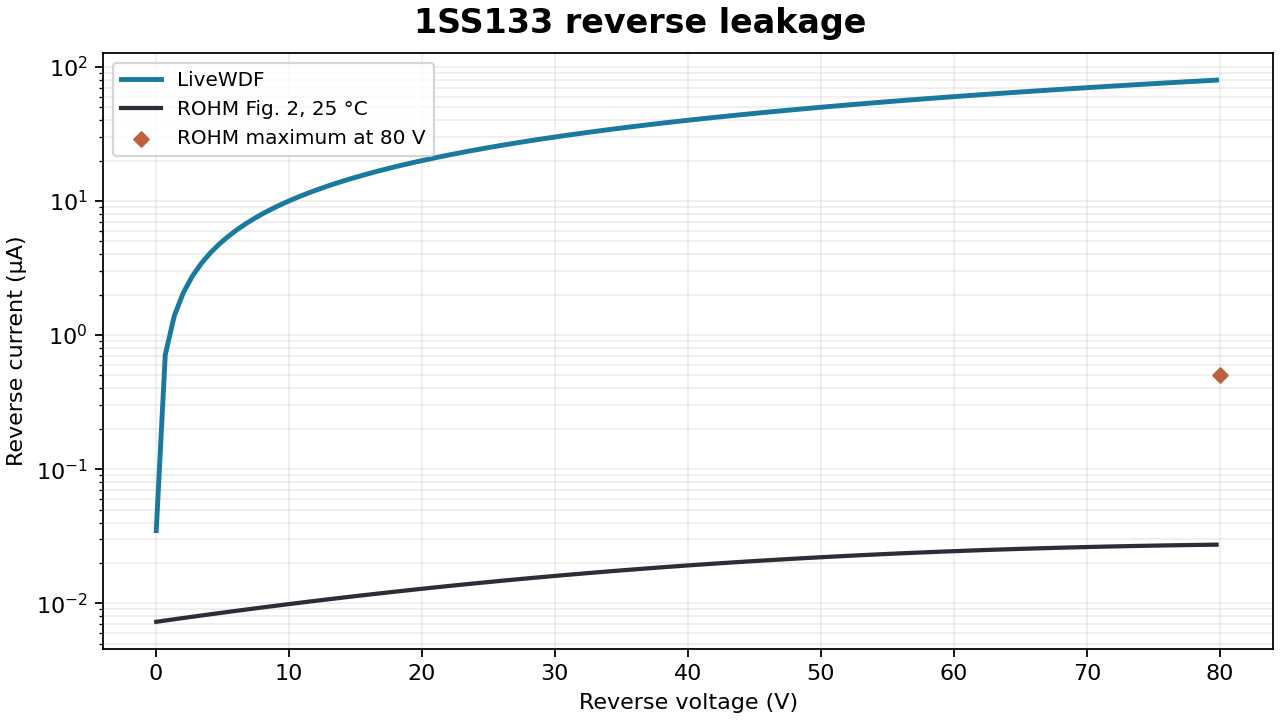 1SS133 reverse leakage
LiveWDF
ROHM Fig. 2, 25 °C
ROHM maximum at 80 V
Reverse current (µA)
10²
10¹
10⁰
10⁻¹
10⁻²
0 10 20 30 40 50 60 70 80
Reverse voltage (V)